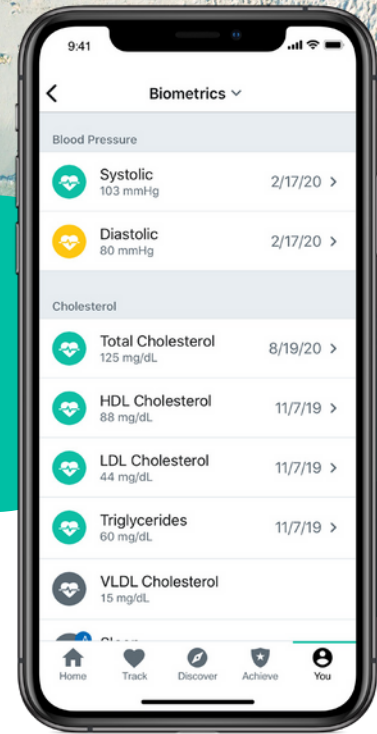 9:41
Biometrics
Blood Pressure
Systolic
103 mmHg
2/17/20
Diastolic
80 mmHg
2/17/20
Cholesterol
Total Cholesterol
125 mg/dL
8/19/20
HDL Cholesterol
88 mg/dL
11/7/19
LDL Cholesterol
44 mg/dL
11/7/19
Triglycerides
60 mg/dL
11/7/19
VLDL Cholesterol
15 mg/dL
Home
Track
Discover
Achieve
You